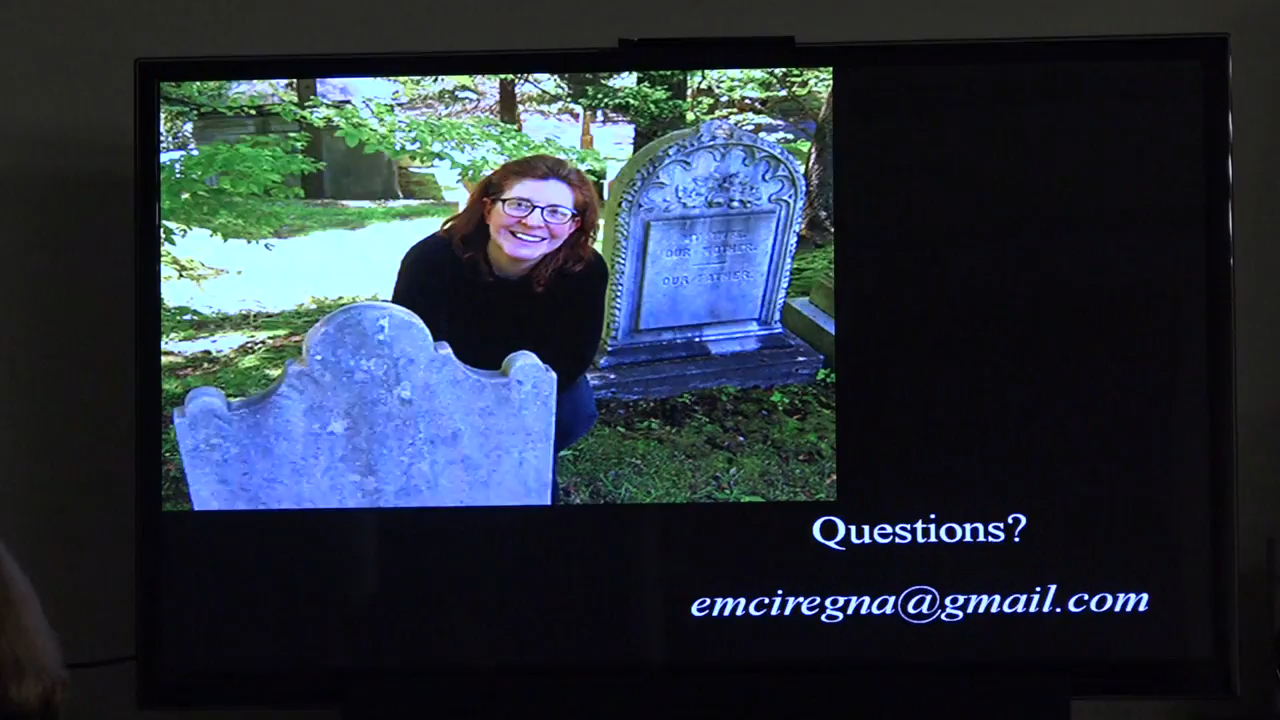 OUR MOTHER.
OUR FATHER.
Questions?
emciregna@gmail.com